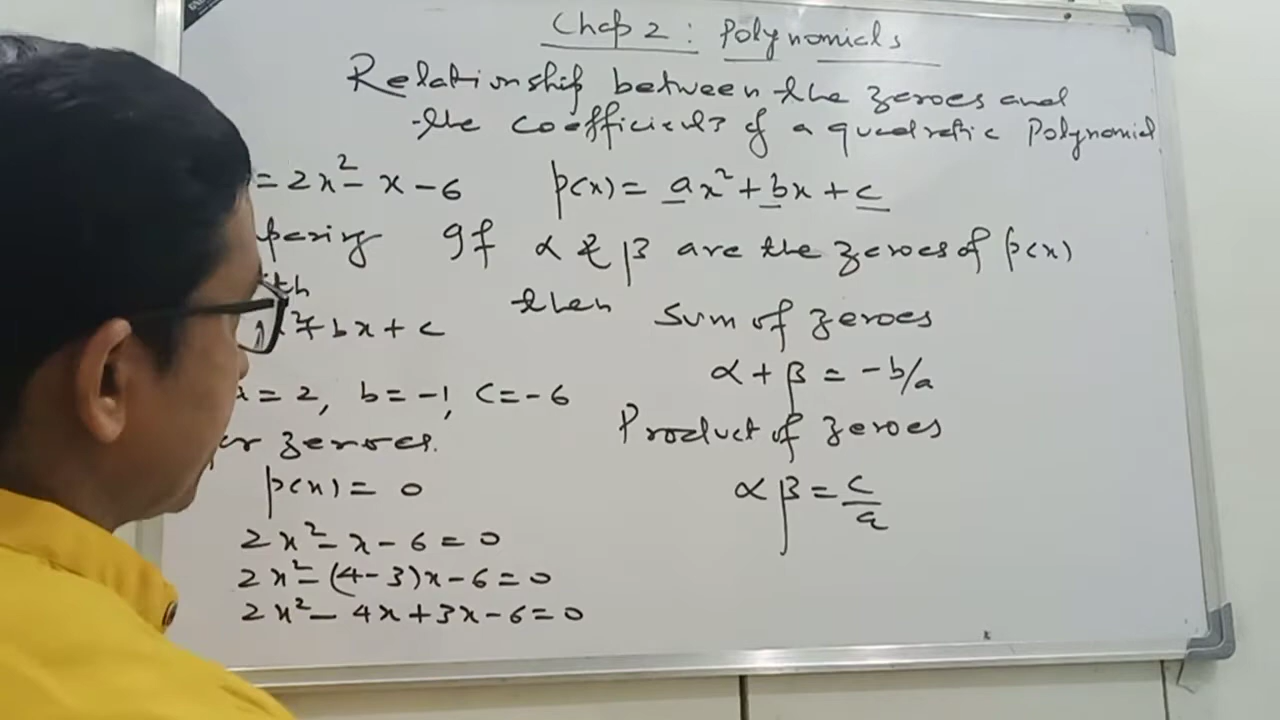 Chap 2 : Polynomials
Relationship between the zeroes and
the coefficients of a quadratic Polynomial
= 2x² - x - 6
p(x) = ax² + bx + c
If α & β are the zeroes of p(x)
then Sum of zeroes
x² + bx + c
α + β = -b/a
a = 2, b = -1, c = -6
Product of zeroes
zeroes.
p(x) = 0
αβ = c/a
2x² - x - 6 = 0
2x² - (4 - 3)x - 6 = 0
2x² - 4x + 3x - 6 = 0